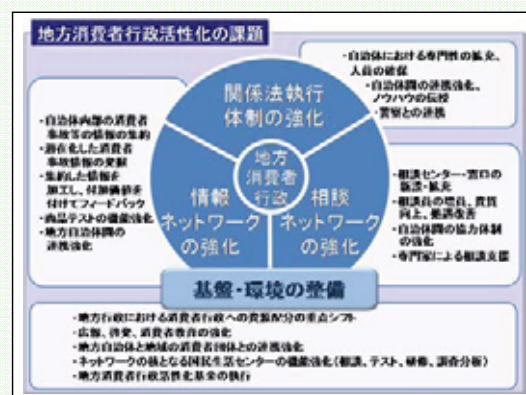 地方消費者行政活性化の課題
・自治体における専門性の拡充、
人員の確保
・自治体間の連携強化、
ノウハウの伝授
・警察との連携
関係法執行
体制の強化
・自治体内部の消費者
事故等の情報の集約
・潜在化した消費者
事故情報の発掘
・集約した情報を
加工し、付加価値を
付けてフィードバック
・商品テストの機能強化
・地方自治体間の
連携強化
地方
消費者
行政
情報
ネットワーク
の強化
相談
ネットワーク
の強化
・相談センター・窓口の
新設・拡充
・相談員の増員、資質
向上、処遇改善
・自治体間の協力体制
の強化
・専門家による相談支援
基盤・環境の整備
・地方行政における消費者行政への資源配分の重点シフト
・広報、啓発、消費者教育の強化
・地方自治体と地域の消費者団体との連携強化
・ネットワークの核となる国民生活センターの機能強化(相談、テスト、研修、調査分析)
・地方消費者行政活性化基金の執行